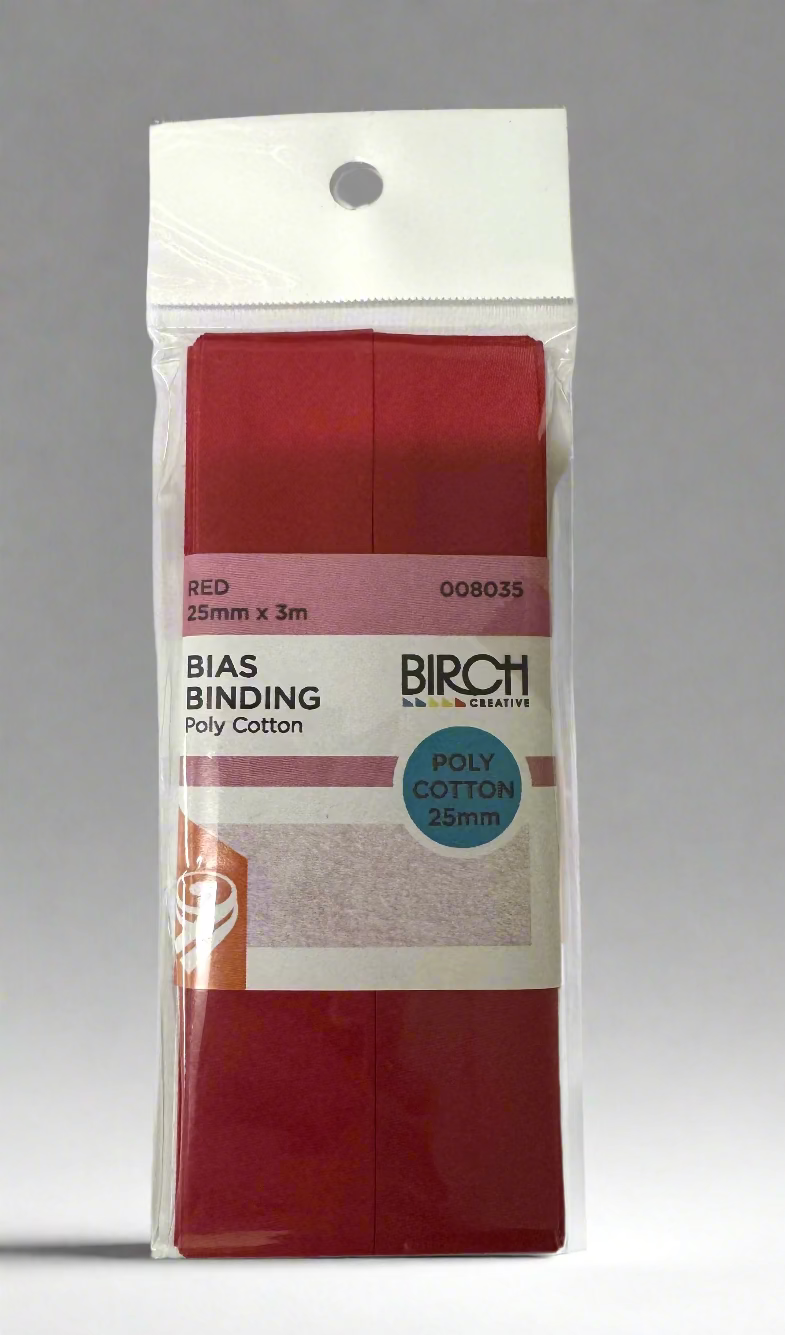 RED 008035
25mm x 3m
BIAS
BINDING
Poly Cotton
BIRCH
CREATIVE
POLY
COTTON
25mm